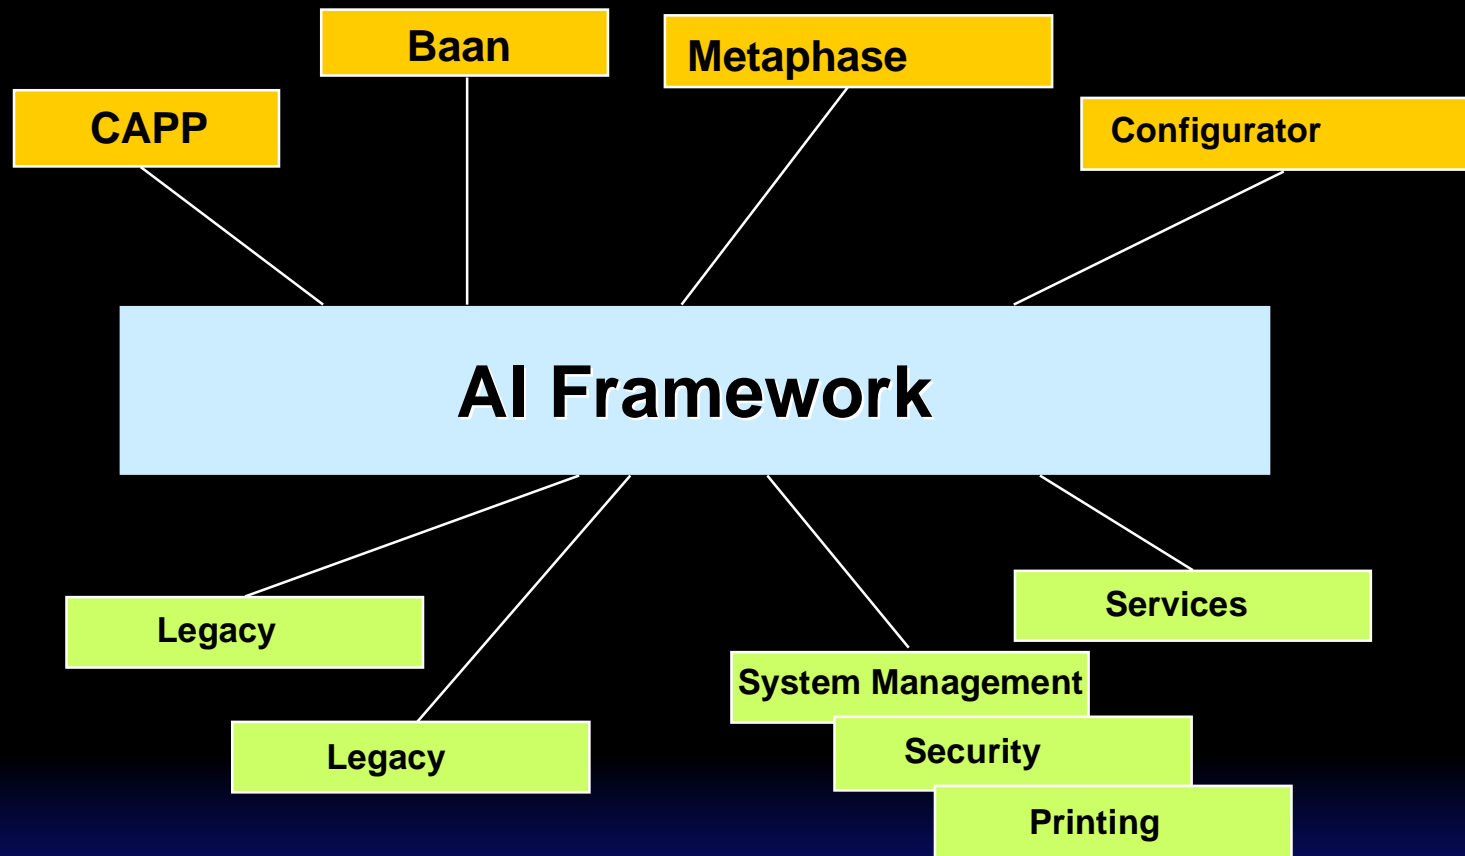 Baan
Metaphase
CAPP
Configurator
AI Framework
Legacy
Services
System Management
Legacy
Security
Printing